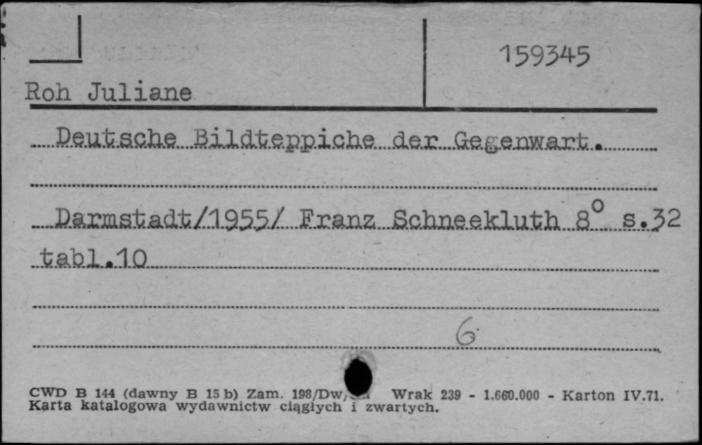 159345
Roh Juliane
Deutsche Bildteppiche der Gegenwart.
Darmstadt/1955/ Franz Schneekluth 8° s.32
tabl.10
6
CWD B 144 (dawny B 15 b) Zam. 198/Dw/ Wrak 239 - 1.660.000 - Karton IV.71.
Karta katalogowa wydawnictw ciągłych i zwartych.